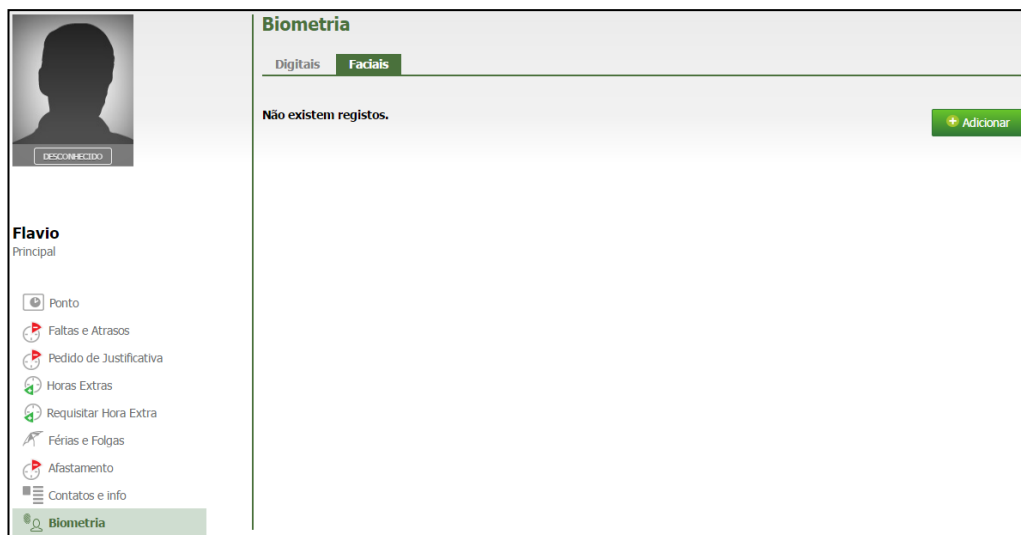 DESCONHECIDO
Flavio
Principal
Ponto
Faltas e Atrasos
Pedido de Justificativa
Horas Extras
Requisitar Hora Extra
Férias e Folgas
Afastamento
Contatos e info
Biometria
Biometria
Digitais Faciais
Não existem registos.
Adicionar